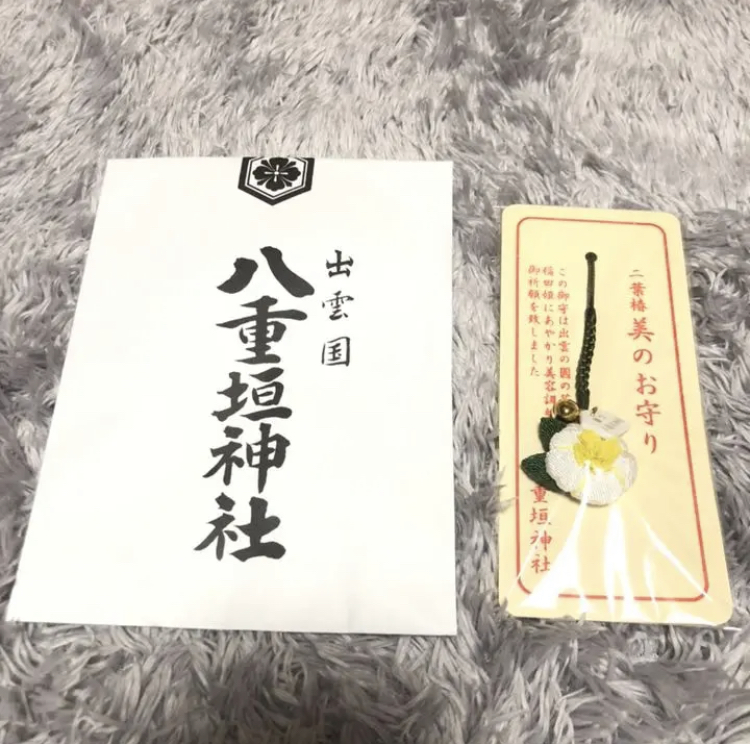 出雲国
八重垣神社
二葉椿 美のお守り
この御守は出雲の国の
稲田姫にあやかり美容
御祈願を致しました
重垣神社